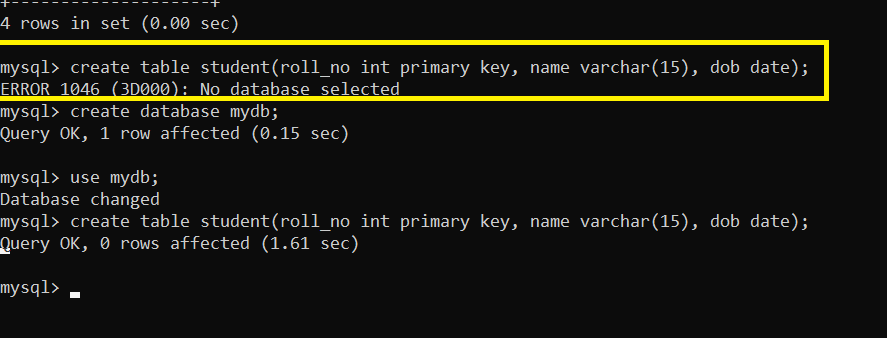 +--------------------+
4 rows in set (0.00 sec)
mysql> create table student(roll_no int primary key, name varchar(15), dob date);
ERROR 1046 (3D000): No database selected
mysql> create database mydb;
Query OK, 1 row affected (0.15 sec)
mysql> use mydb;
Database changed
mysql> create table student(roll_no int primary key, name varchar(15), dob date);
Query OK, 0 rows affected (1.61 sec)
mysql>